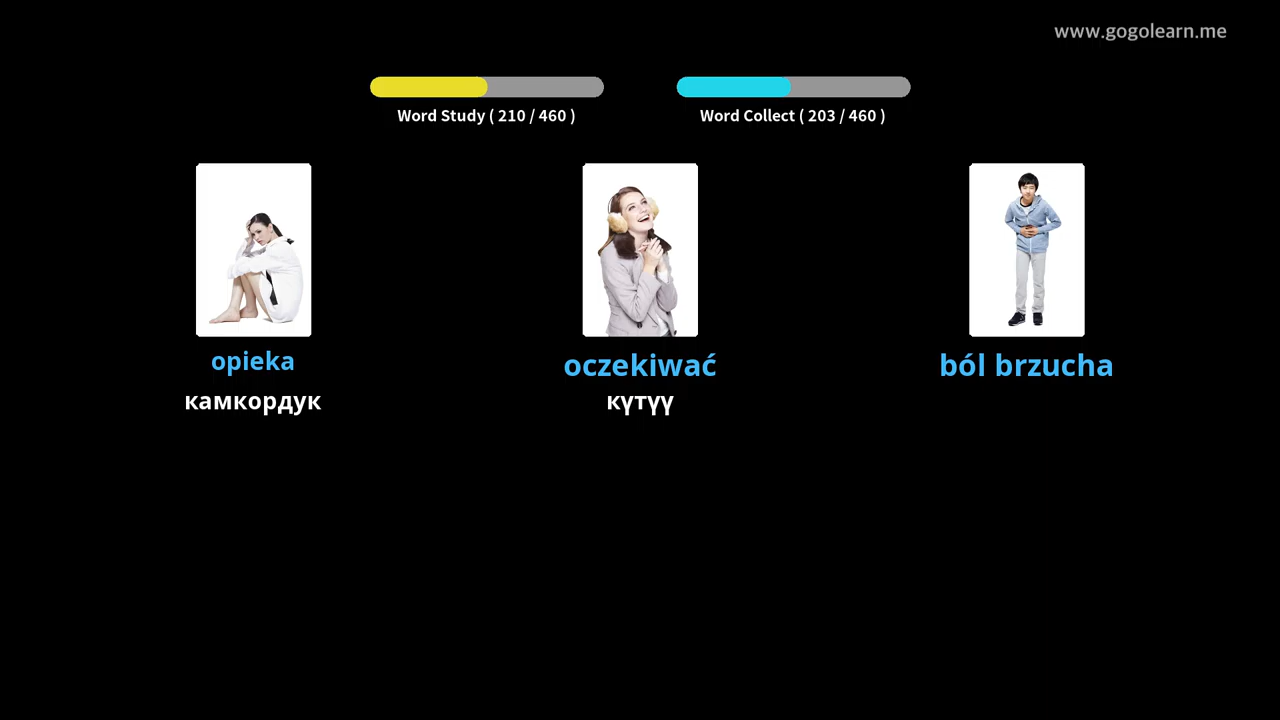 www.gogolearn.me
Word Study ( 210 / 460 )
Word Collect ( 203 / 460 )
opieka
oczekiwać
ból brzucha
камкордук
күтүү